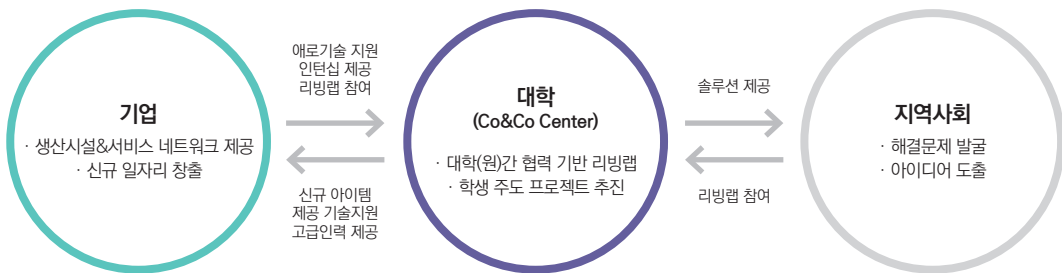 기업
· 생산시설&서비스 네트워크 제공
· 신규 일자리 창출
애로기술 지원
인턴십 제공
리빙랩 참여
신규 아이템
제공 기술지원
고급인력 제공
대학
(Co&Co Center)
· 대학(원)간 협력 기반 리빙랩
· 학생 주도 프로젝트 추진
솔루션 제공
리빙랩 참여
지역사회
· 해결문제 발굴
· 아이디어 도출